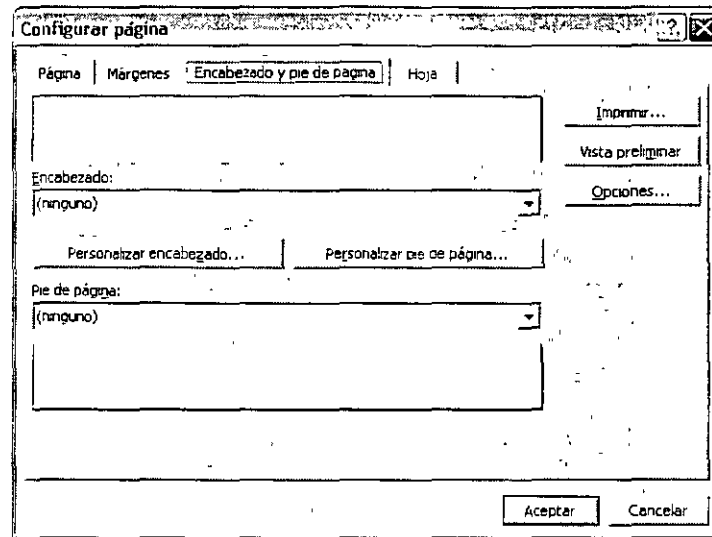 Configurar página
Página Márgenes Encabezado y pie de pagina Hoja
Imprimir...
Vista preliminar
Encabezado:
(ninguno)
Opciones...
Personalizar encabezado... Personalizar pie de página...
Pie de página:
(ninguno)
Aceptar Cancelar